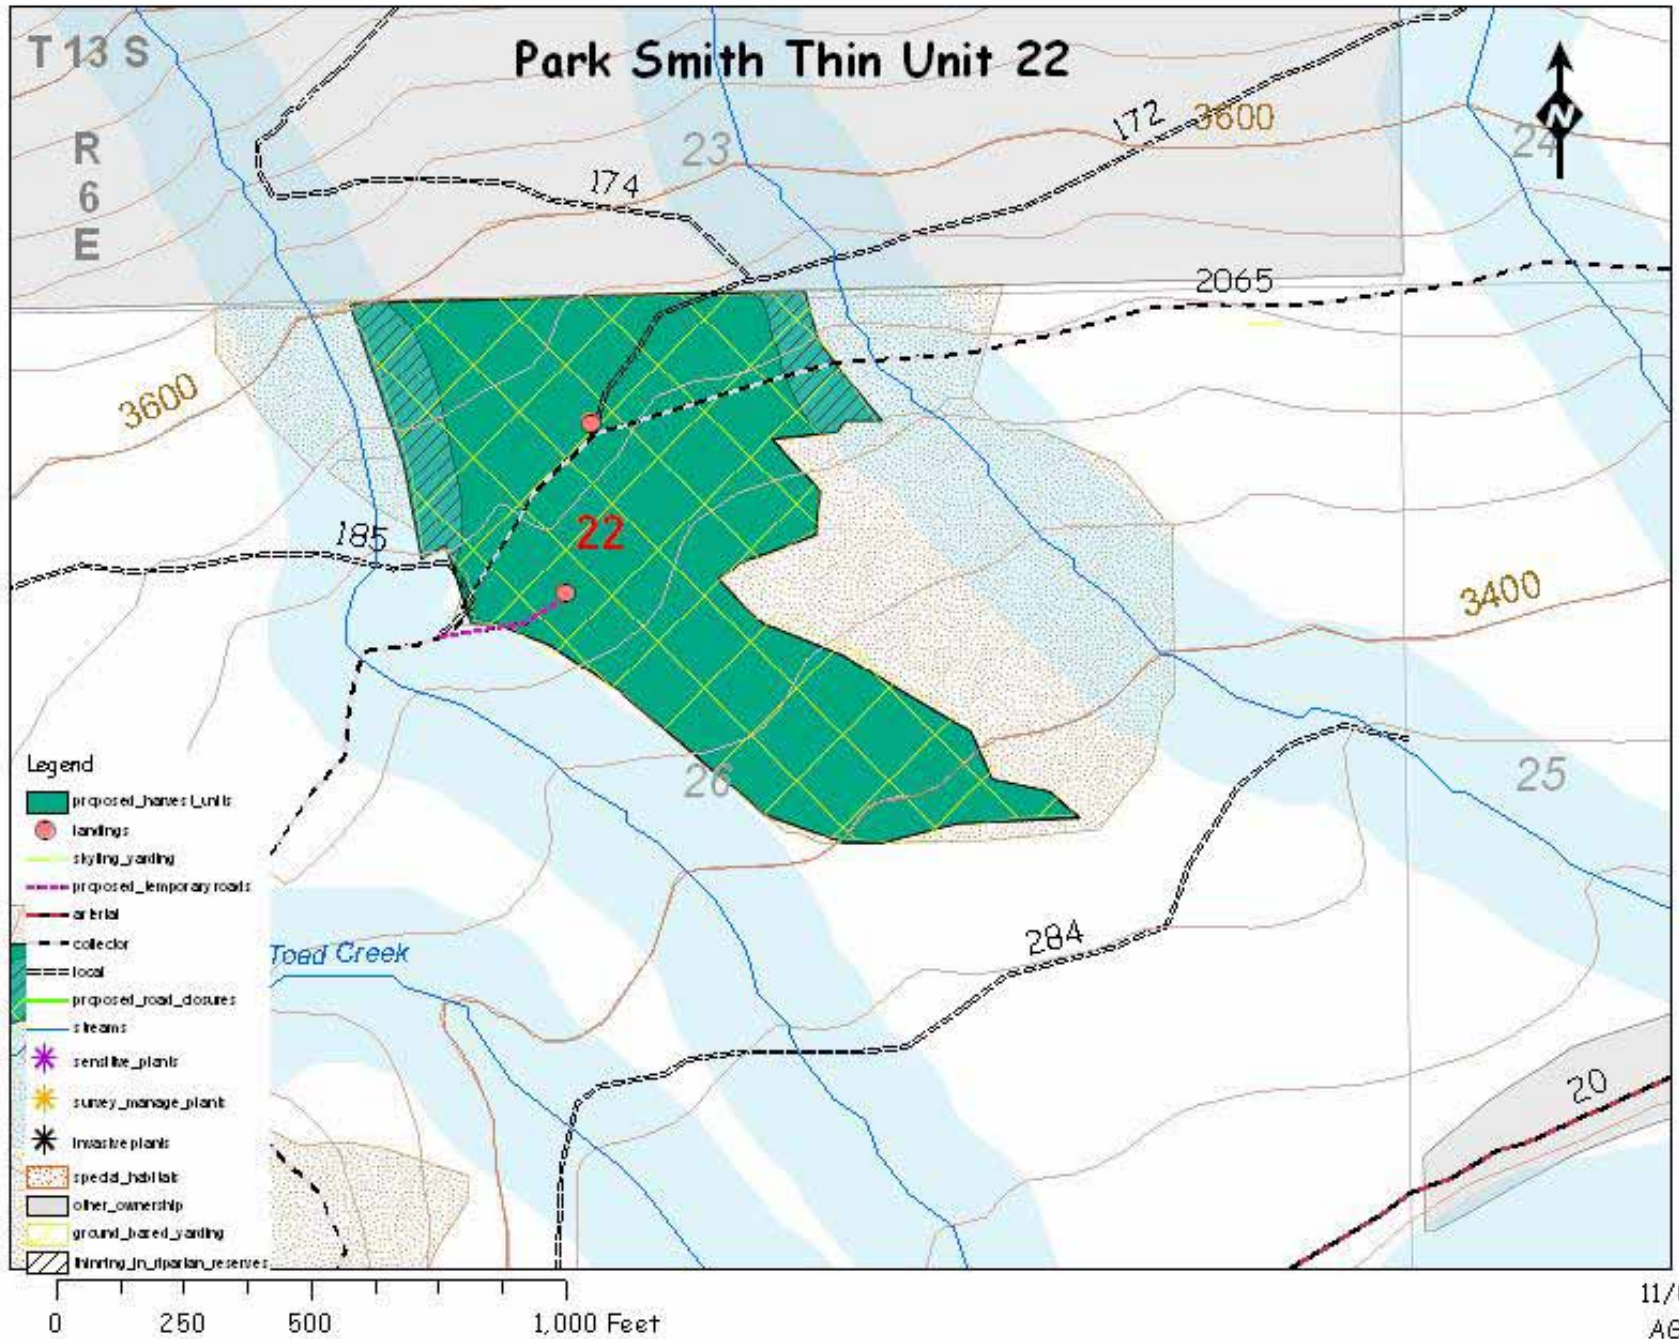 T 13 S
Park Smith Thin Unit 22
R
6
E
23
172
3600
24
N
174
2065
3600
185
22
3400
26
25
Legend
proposed_harvest_units
landings
skyling_yarding
proposed_temporary roads
arterial
collector
local
proposed_road_closures
streams
sensitive_plants
survey_manage_plants
invasive plants
special_habitats
other_ownership
ground_based_yarding
thinning_in_riparian_reserves
Toad Creek
284
20
0 250 500 1,000 Feet
11/